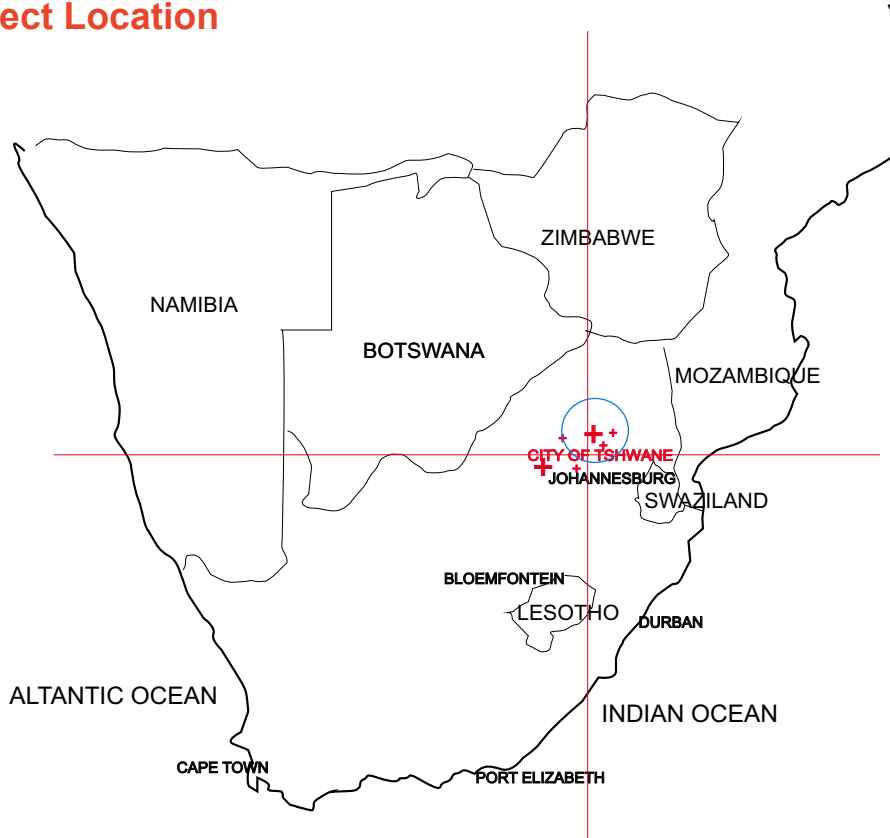 ect Location
ZIMBABWE
NAMIBIA
BOTSWANA
MOZAMBIQUE
CITY OF TSHWANE
JOHANNESBURG
SWAZILAND
BLOEMFONTEIN
LESOTHO
DURBAN
ALTANTIC OCEAN
INDIAN OCEAN
CAPE TOWN
PORT ELIZABETH